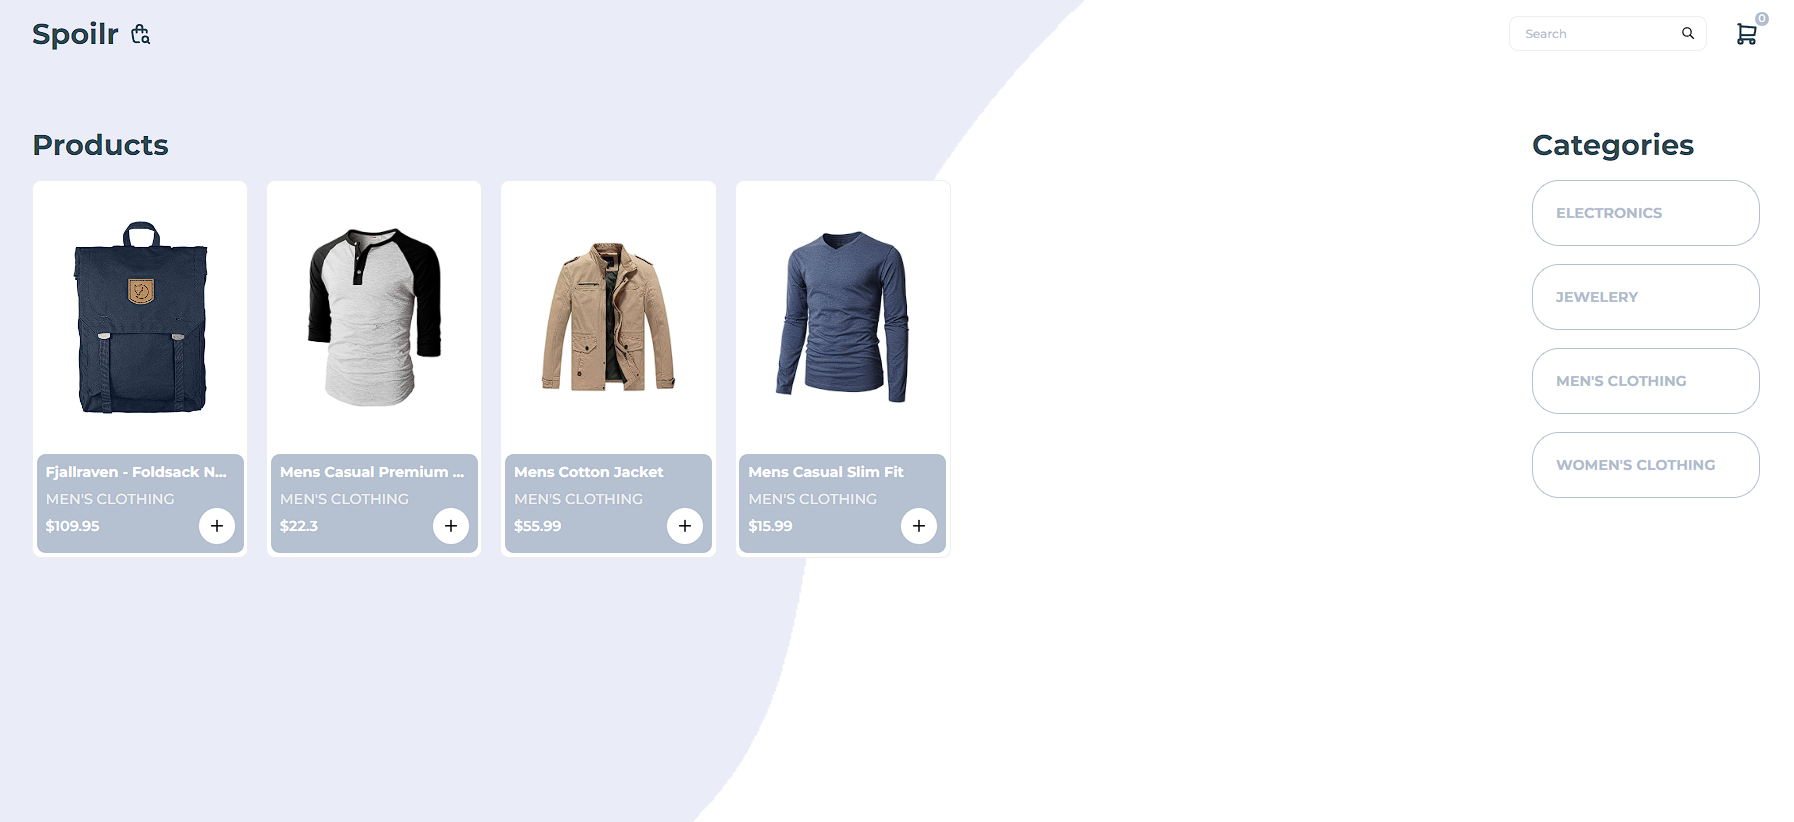 Spoilr
Search
0
Products
Categories
Fjallraven - Foldsack N...
MEN'S CLOTHING
$109.95
Mens Casual Premium ...
MEN'S CLOTHING
$22.3
Mens Cotton Jacket
MEN'S CLOTHING
$55.99
Mens Casual Slim Fit
MEN'S CLOTHING
$15.99
ELECTRONICS
JEWELERY
MEN'S CLOTHING
WOMEN'S CLOTHING